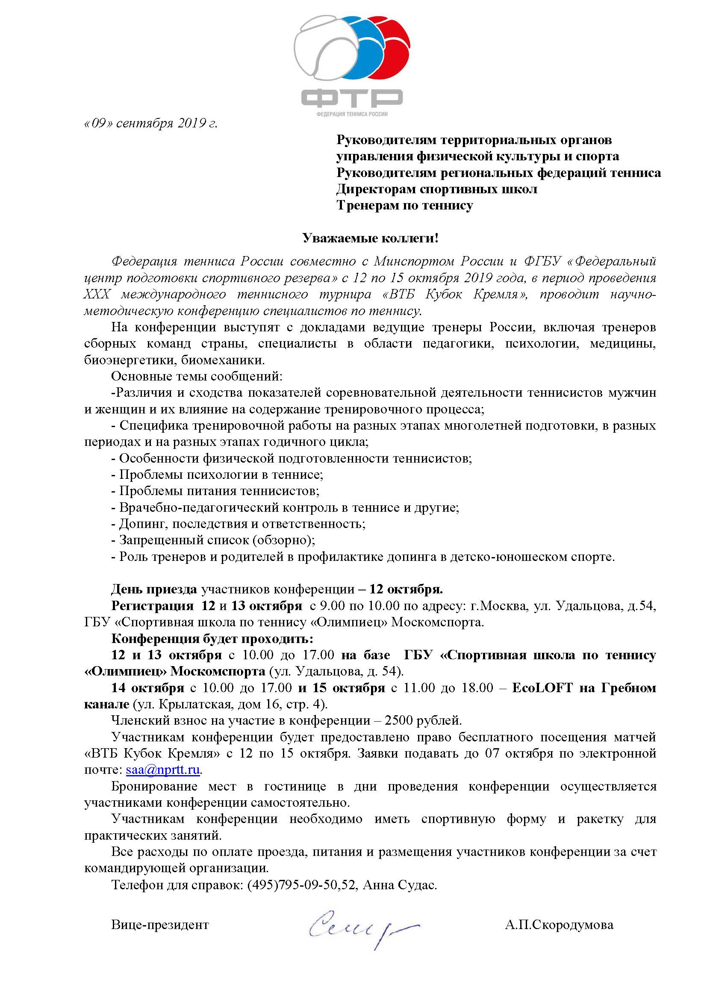 ФТР
ФЕДЕРАЦИЯ ТЕННИСА РОССИИ
«09» сентября 2019 г.
Руководителям территориальных органов
управления физической культуры и спорта
Руководителям региональных федераций тенниса
Директорам спортивных школ
Тренерам по теннису
Уважаемые коллеги!
Федерация тенниса России совместно с Минспортом России и ФГБУ «Федеральный
центр подготовки спортивного резерва» с 12 по 15 октября 2019 года, в период проведения
XXX международного теннисного турнира «ВТБ Кубок Кремля», проводит научно-
методическую конференцию специалистов по теннису.
На конференции выступят с докладами ведущие тренеры России, включая тренеров
сборных команд страны, специалисты в области педагогики, психологии, медицины,
биоэнергетики, биомеханики.
Основные темы сообщений:
-Различия и сходства показателей соревновательной деятельности теннисистов мужчин
и женщин и их влияние на содержание тренировочного процесса;
- Специфика тренировочной работы на разных этапах многолетней подготовки, в разных
периодах и на разных этапах годичного цикла;
- Особенности физической подготовленности теннисистов;
- Проблемы психологии в теннисе;
- Проблемы питания теннисистов;
- Врачебно-педагогический контроль в теннисе и другие;
- Допинг, последствия и ответственность;
- Запрещенный список (обзорно);
- Роль тренеров и родителей в профилактике допинга в детско-юношеском спорте.
День приезда участников конференции – 12 октября.
Регистрация 12 и 13 октября с 9.00 по 10.00 по адресу: г.Москва, ул. Удальцова, д.54,
ГБУ «Спортивная школа по теннису «Олимпиец» Москомспорта.
Конференция будет проходить:
12 и 13 октября с 10.00 до 17.00 на базе ГБУ «Спортивная школа по теннису
«Олимпиец» Москомспорта (ул. Удальцова, д. 54).
14 октября с 10.00 до 17.00 и 15 октября с 11.00 до 18.00 – EcoLOFT на Гребном
канале (ул. Крылатская, дом 16, стр. 4).
Членский взнос на участие в конференции – 2500 рублей.
Участникам конференции будет предоставлено право бесплатного посещения матчей
«ВТБ Кубок Кремля» с 12 по 15 октября. Заявки подавать до 07 октября по электронной
почте: saa@nprtt.ru.
Бронирование мест в гостинице в дни проведения конференции осуществляется
участниками конференции самостоятельно.
Участникам конференции необходимо иметь спортивную форму и ракетку для
практических занятий.
Все расходы по оплате проезда, питания и размещения участников конференции за счет
командирующей организации.
Телефон для справок: (495)795-09-50,52, Анна Судас.
Вице-президент А.П.Скородумова